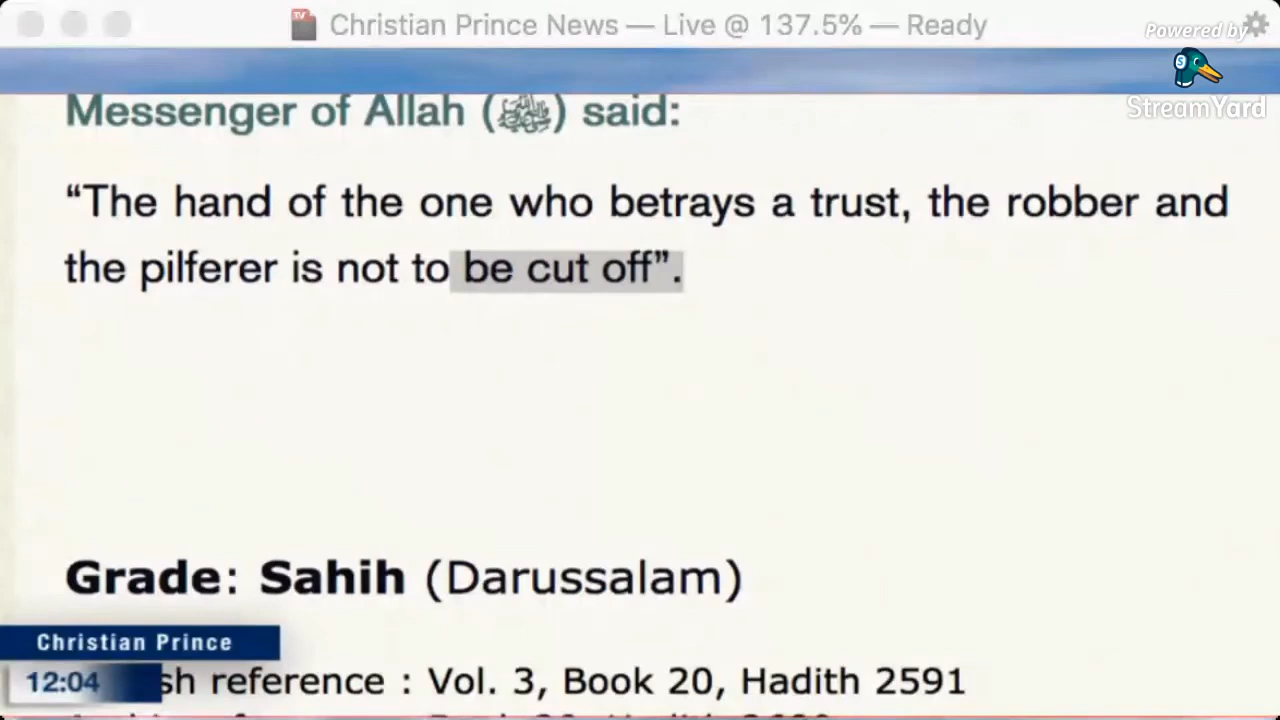 Christian Prince News — Live @ 137.5% — Ready
Powered by
StreamYard
Messenger of Allah (ﷺ) said:
“The hand of the one who betrays a trust, the robber and
the pilferer is not to be cut off”.
Grade: Sahih (Darussalam)
Christian Prince
12:04
sh reference : Vol. 3, Book 20, Hadith 2591